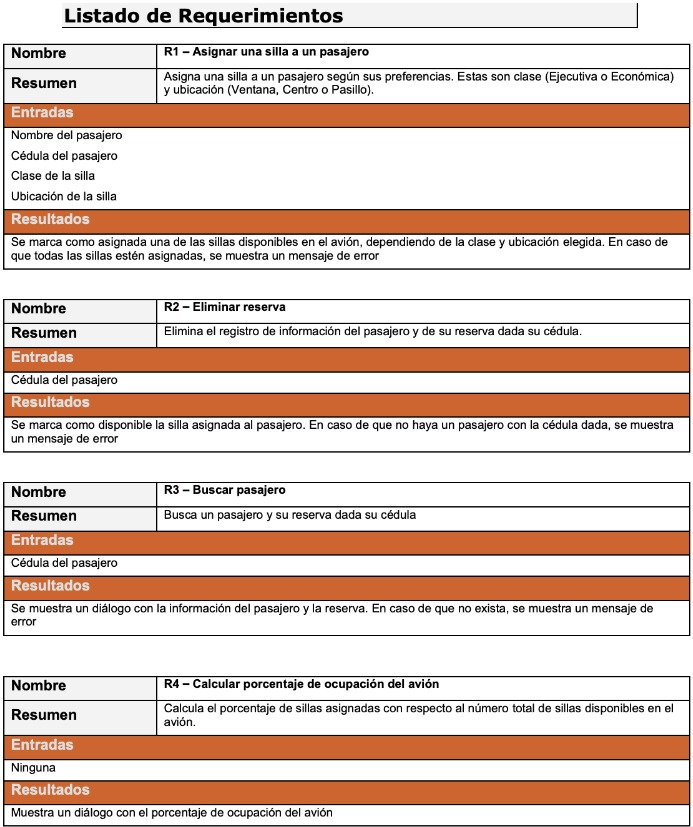 Listado de Requerimientos
Nombre R1 – Asignar una silla a un pasajero
Resumen Asigna una silla a un pasajero según sus preferencias. Estas son clase (Ejecutiva o Económica)
y ubicación (Ventana, Centro o Pasillo).
Entradas
Nombre del pasajero
Cédula del pasajero
Clase de la silla
Ubicación de la silla
Resultados
Se marca como asignada una de las sillas disponibles en el avión, dependiendo de la clase y ubicación elegida. En caso de
que todas las sillas estén asignadas, se muestra un mensaje de error
Nombre R2 – Eliminar reserva
Resumen Elimina el registro de información del pasajero y de su reserva dada su cédula.
Entradas
Cédula del pasajero
Resultados
Se marca como disponible la silla asignada al pasajero. En caso de que no haya un pasajero con la cédula dada, se muestra
un mensaje de error
Nombre R3 – Buscar pasajero
Resumen Busca un pasajero y su reserva dada su cédula
Entradas
Cédula del pasajero
Resultados
Se muestra un diálogo con la información del pasajero y la reserva. En caso de que no exista, se muestra un mensaje de
error
Nombre R4 – Calcular porcentaje de ocupación del avión
Resumen Calcula el porcentaje de sillas asignadas con respecto al número total de sillas disponibles en el
avión.
Entradas
Ninguna
Resultados
Muestra un diálogo con el porcentaje de ocupación del avión